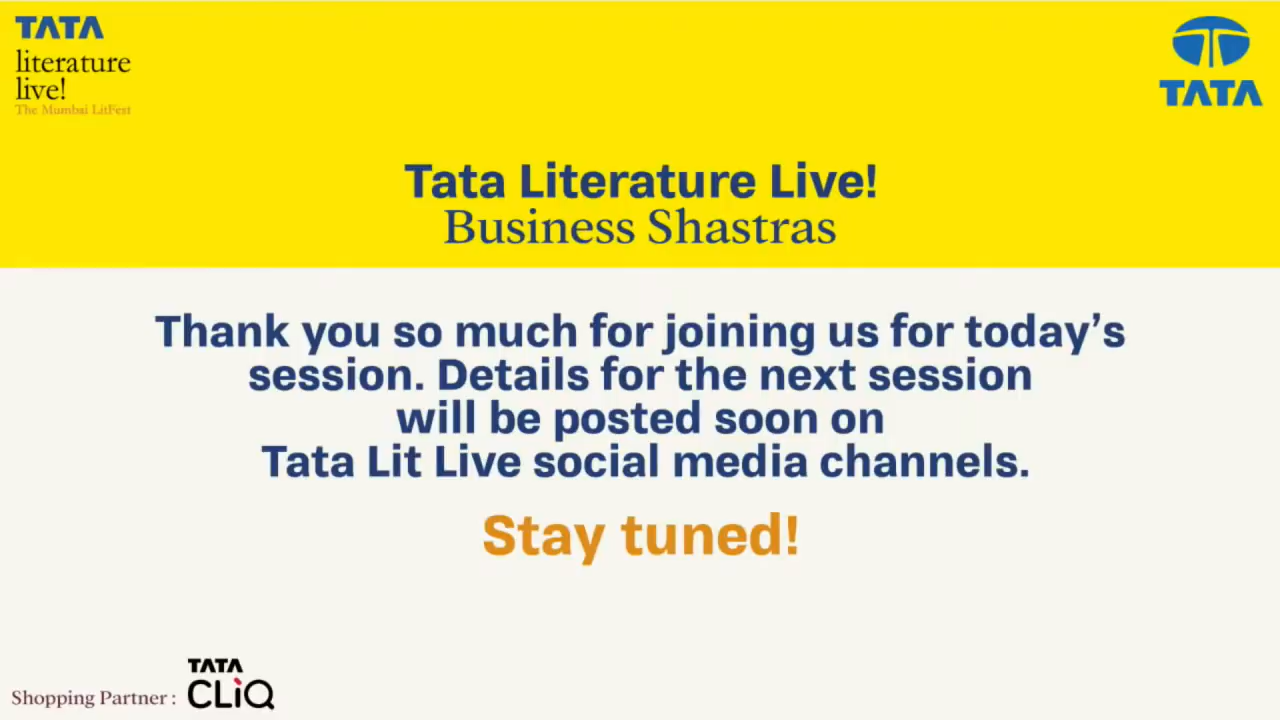 TATA
literature
live!
The Mumbai LitFest
TATA
Tata Literature Live!
Business Shastras
Thank you so much for joining us for today’s
session. Details for the next session
will be posted soon on
Tata Lit Live social media channels.
Stay tuned!
Shopping Partner :
TATA
CLiQ